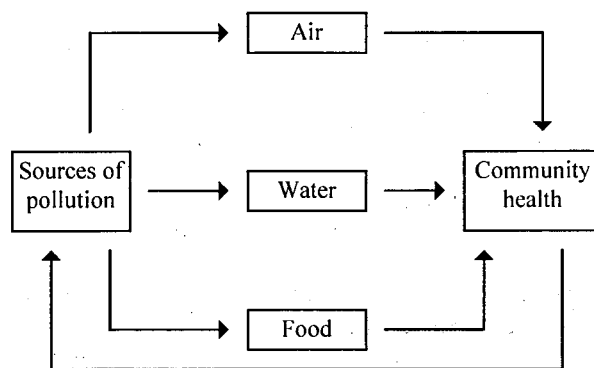 Air
Sources of
pollution
Water
Community
health
Food